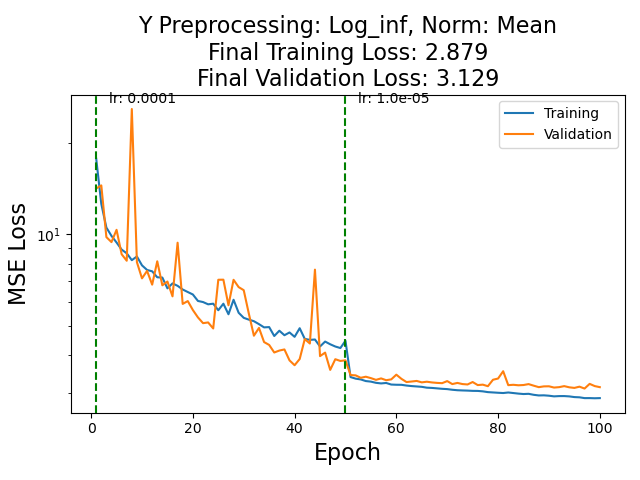 Y Preprocessing: Log_inf, Norm: Mean
Final Training Loss: 2.879
Final Validation Loss: 3.129
lr: 0.0001
lr: 1.0e-05
Training
Validation
MSE Loss
10¹
0
20
40
60
80
100
Epoch